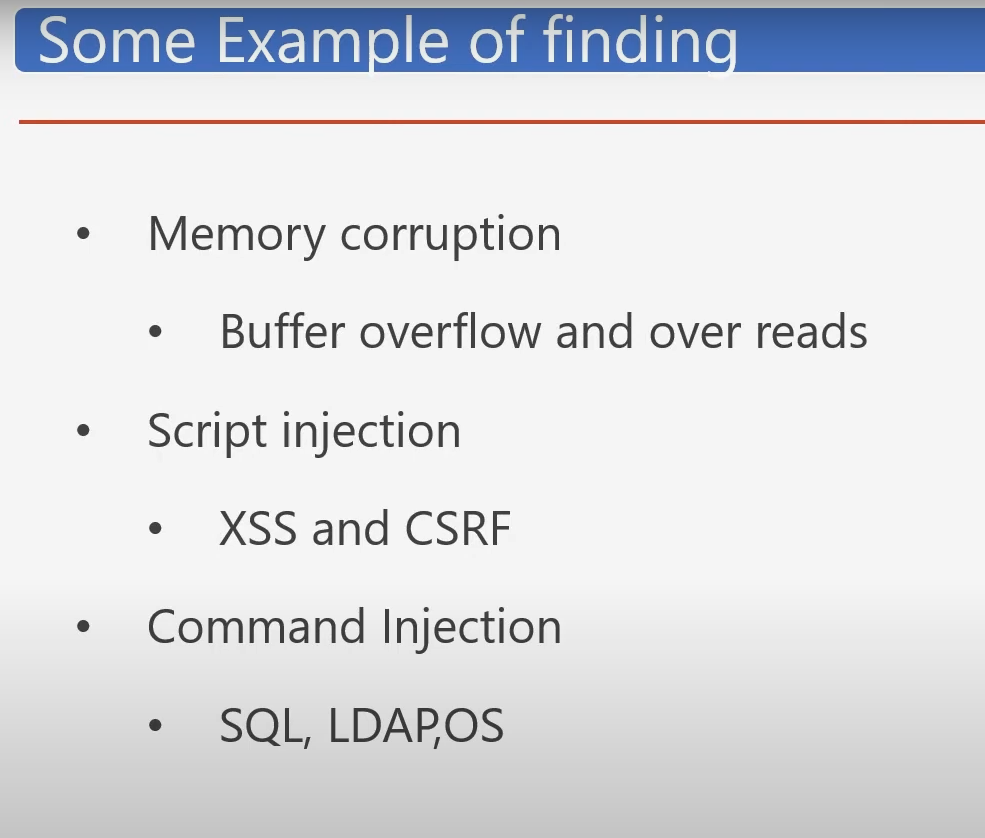 Some Example of finding
• Memory corruption
• Buffer overflow and over reads
• Script injection
• XSS and CSRF
• Command Injection
• SQL, LDAP,OS